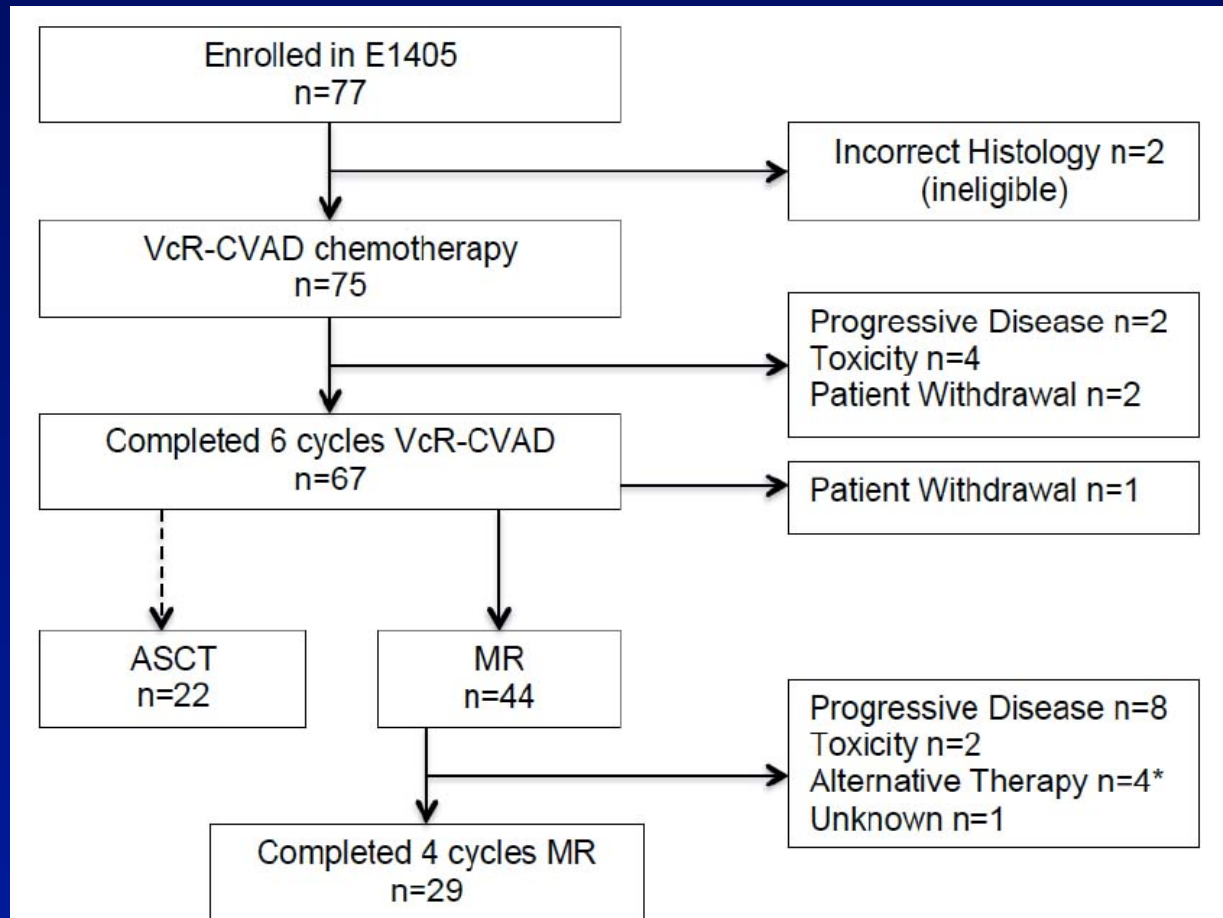 Enrolled in E1405
n=77
Incorrect Histology n=2
(ineligible)
VcR-CVAD chemotherapy
n=75
Progressive Disease n=2
Toxicity n=4
Patient Withdrawal n=2
Completed 6 cycles VcR-CVAD
n=67
Patient Withdrawal n=1
ASCT
n=22
MR
n=44
Progressive Disease n=8
Toxicity n=2
Alternative Therapy n=4*
Unknown n=1
Completed 4 cycles MR
n=29